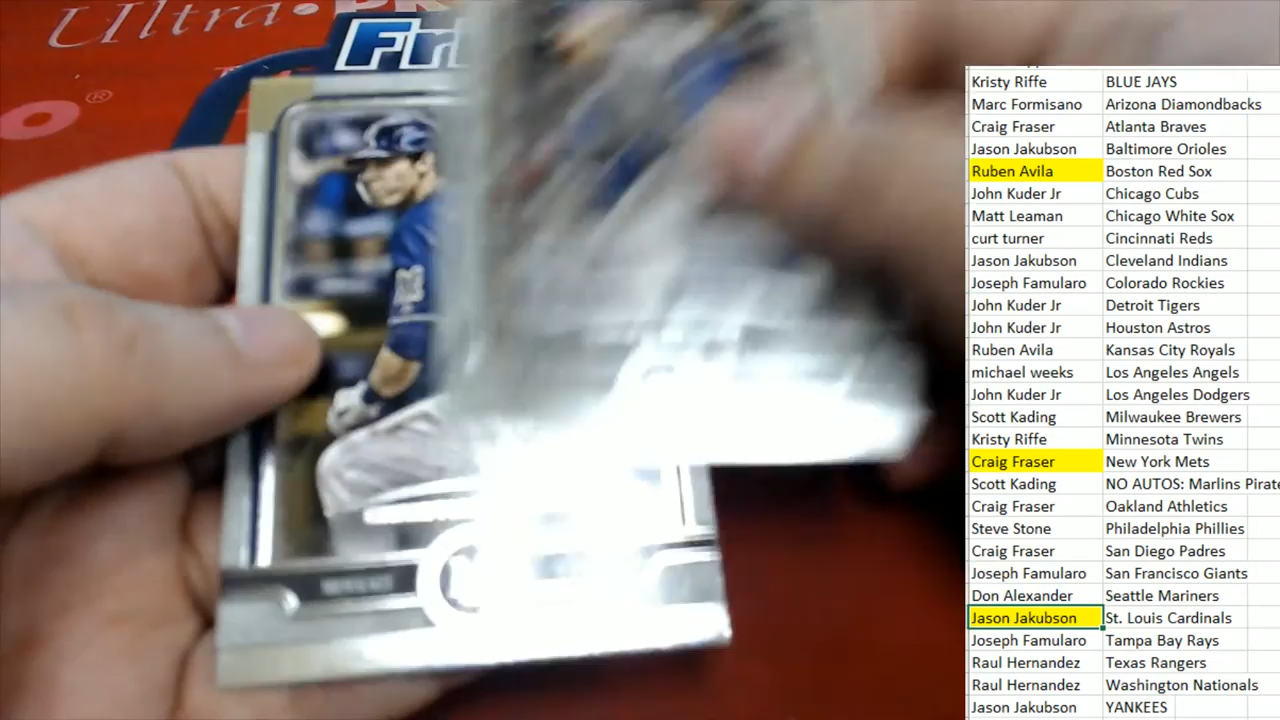 Ultra•PR
o®
Fr
Kristy Riffe BLUE JAYS
Marc Formisano Arizona Diamondbacks
Craig Fraser Atlanta Braves
Jason Jakubson Baltimore Orioles
Ruben Avila Boston Red Sox
John Kuder Jr Chicago Cubs
Matt Leaman Chicago White Sox
curt turner Cincinnati Reds
Jason Jakubson Cleveland Indians
Joseph Famularo Colorado Rockies
John Kuder Jr Detroit Tigers
John Kuder Jr Houston Astros
Ruben Avila Kansas City Royals
michael weeks Los Angeles Angels
John Kuder Jr Los Angeles Dodgers
Scott Kading Milwaukee Brewers
Kristy Riffe Minnesota Twins
Craig Fraser New York Mets
Scott Kading NO AUTOS: Marlins Pirate
Craig Fraser Oakland Athletics
Steve Stone Philadelphia Phillies
Craig Fraser San Diego Padres
Joseph Famularo San Francisco Giants
Don Alexander Seattle Mariners
Jason Jakubson St. Louis Cardinals
Joseph Famularo Tampa Bay Rays
Raul Hernandez Texas Rangers
Raul Hernandez Washington Nationals
Jason Jakubson YANKEES